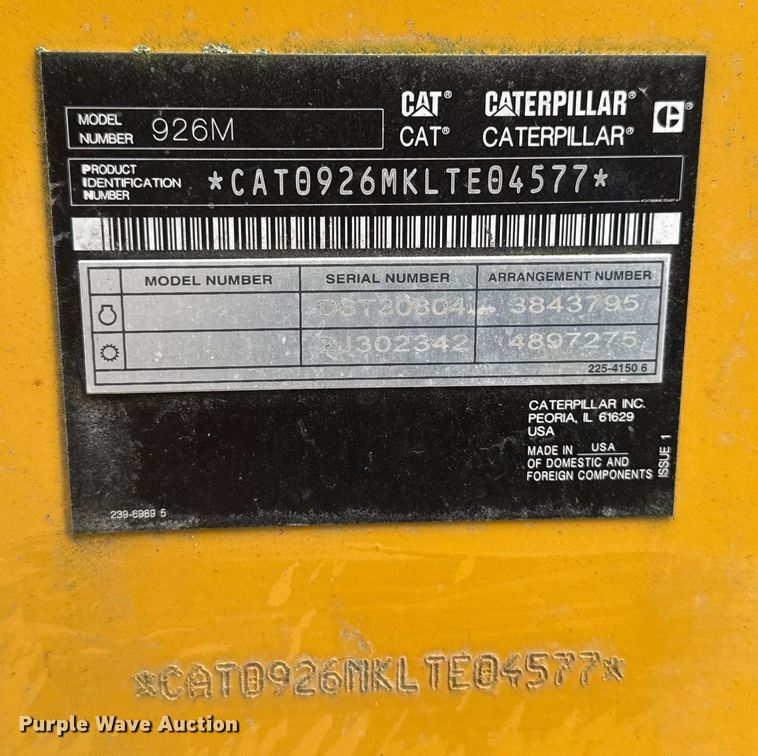 CAT® CATERPILLAR®
MODEL NUMBER 926M
CAT® CATERPILLAR®
PRODUCT IDENTIFICATION NUMBER *CAT0926MKLTE04577*
MODEL NUMBER SERIAL NUMBER ARRANGEMENT NUMBER
3843795
2J302342 4897275
225-4150 6
CATERPILLAR INC.
PEORIA, IL 61629
USA
MADE IN USA
OF DOMESTIC AND
FOREIGN COMPONENTS
ISSUE 1
239-6989 5
*CAT0926MKLTE04577*
Purple Wave Auction